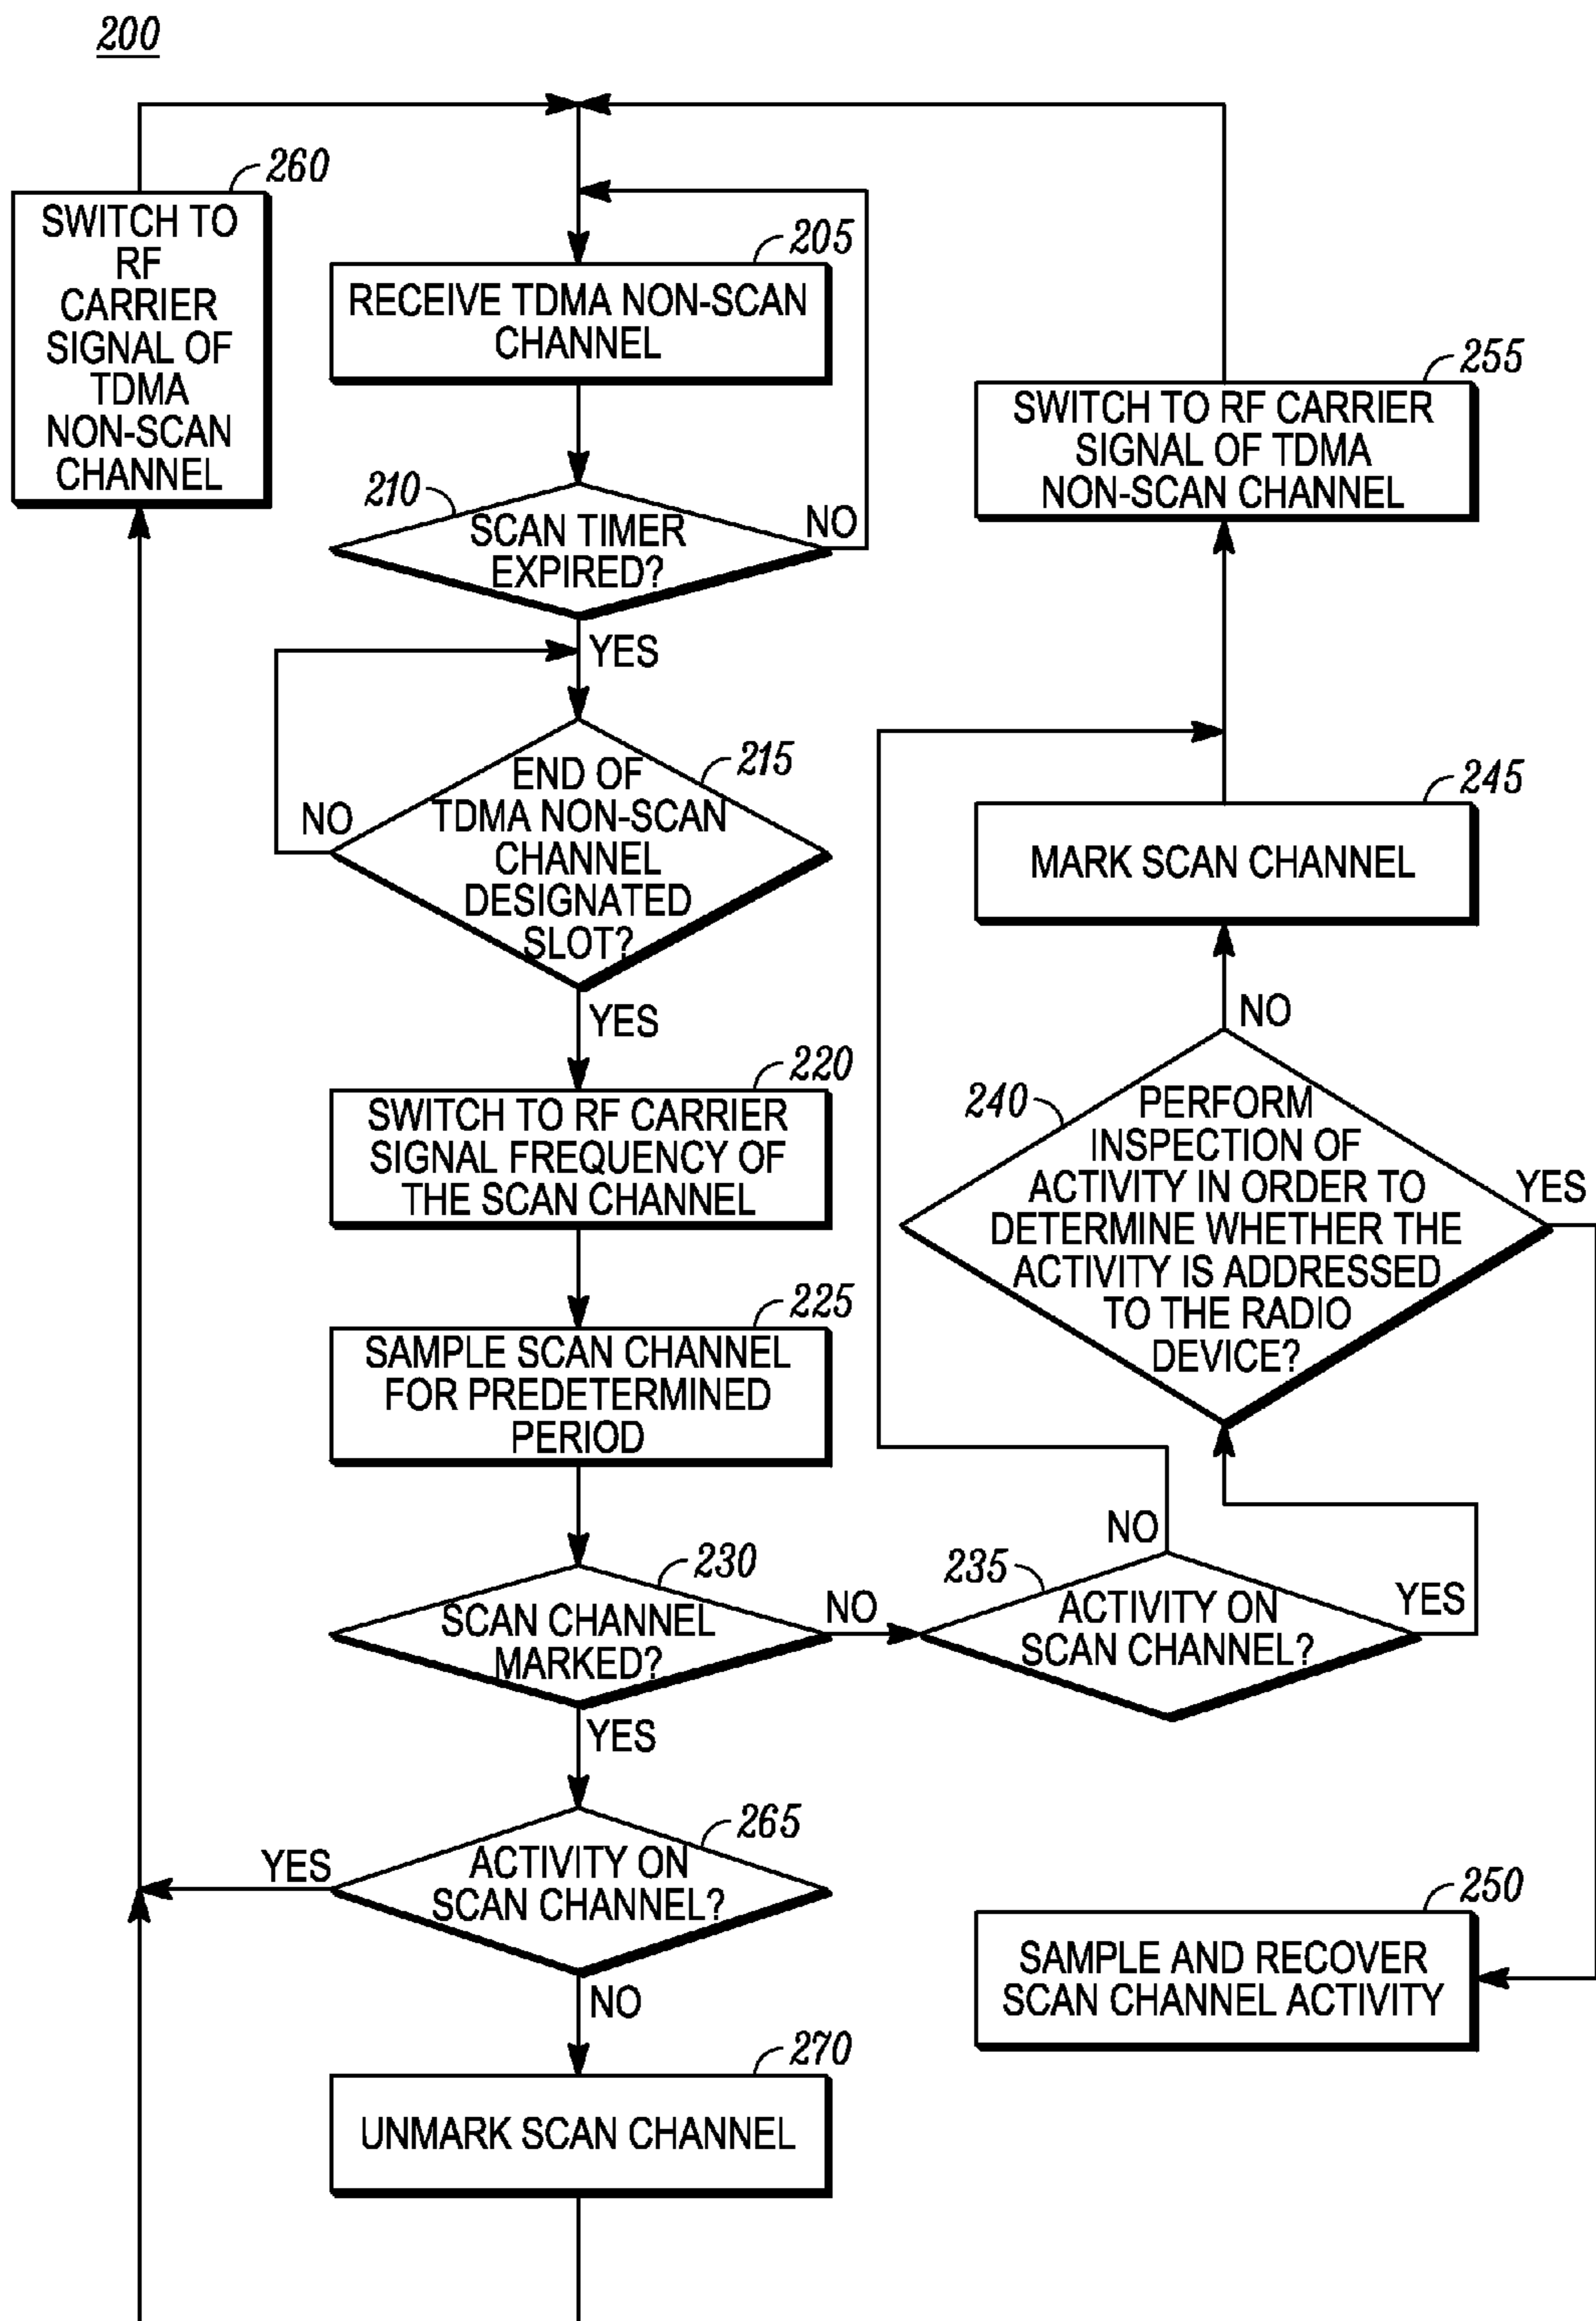 200
260
SWITCH TO
RF
CARRIER
SIGNAL OF
TDMA
NON-SCAN
CHANNEL
205
RECEIVE TDMA NON-SCAN
CHANNEL
210
SCAN TIMER
EXPIRED?
NO
YES
215
END OF
TDMA NON-SCAN
CHANNEL
DESIGNATED
SLOT?
NO
YES
220
SWITCH TO RF CARRIER
SIGNAL FREQUENCY OF
THE SCAN CHANNEL
225
SAMPLE SCAN CHANNEL
FOR PREDETERMINED
PERIOD
230
SCAN CHANNEL
MARKED?
NO
YES
235
ACTIVITY ON
SCAN CHANNEL?
NO
YES
240
PERFORM
INSPECTION OF
ACTIVITY IN ORDER TO
DETERMINE WHETHER THE
ACTIVITY IS ADDRESSED
TO THE RADIO
DEVICE?
NO
YES
245
MARK SCAN CHANNEL
255
SWITCH TO RF CARRIER
SIGNAL OF TDMA
NON-SCAN CHANNEL
250
SAMPLE AND RECOVER
SCAN CHANNEL ACTIVITY
265
ACTIVITY ON
SCAN CHANNEL?
YES
NO
270
UNMARK SCAN CHANNEL